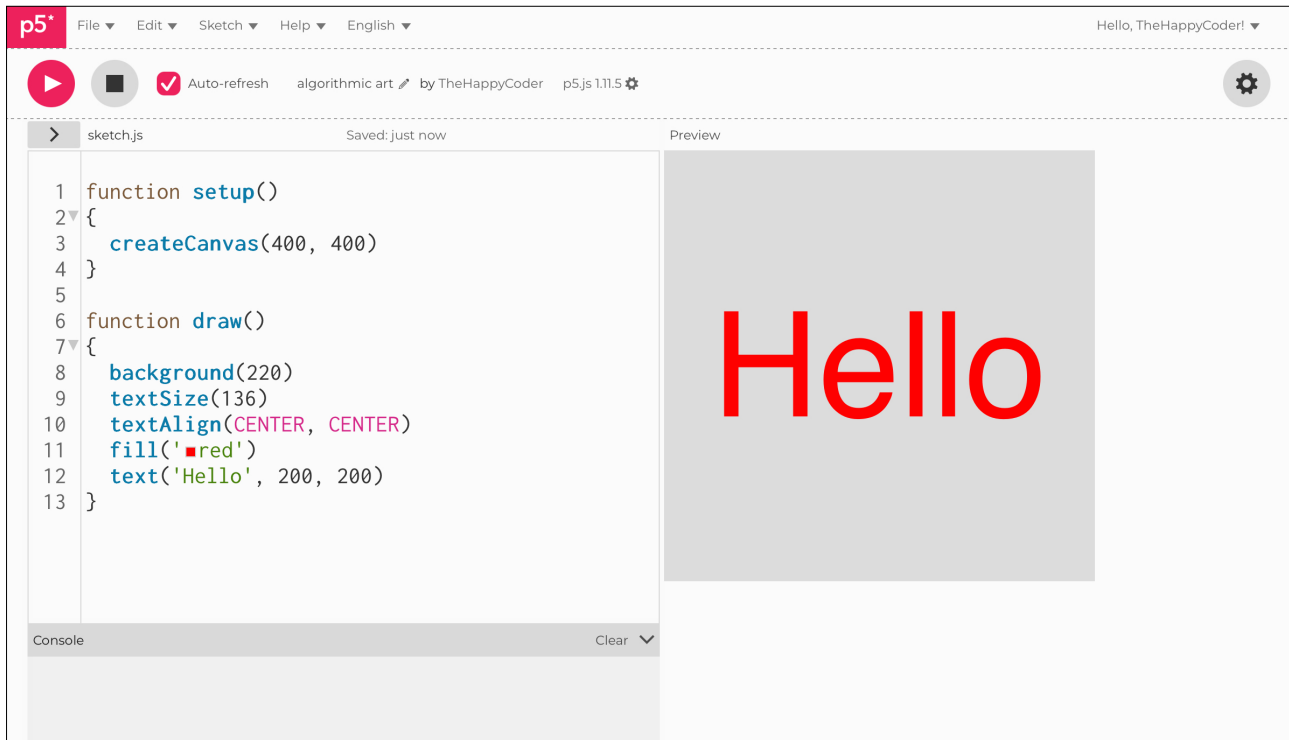 p5* File Edit Sketch Help English Hello, TheHappyCoder!
Auto-refresh algorithmic art by TheHappyCoder p5.js 1.11.5
sketch.js Saved: just now Preview
1 function setup()
2 {
3 createCanvas(400, 400)
4 }
5
6 function draw()
7 {
8 background(220)
9 textSize(136)
10 textAlign(CENTER, CENTER)
11 fill('red')
12 text('Hello', 200, 200)
13 }
Hello
Console Clear